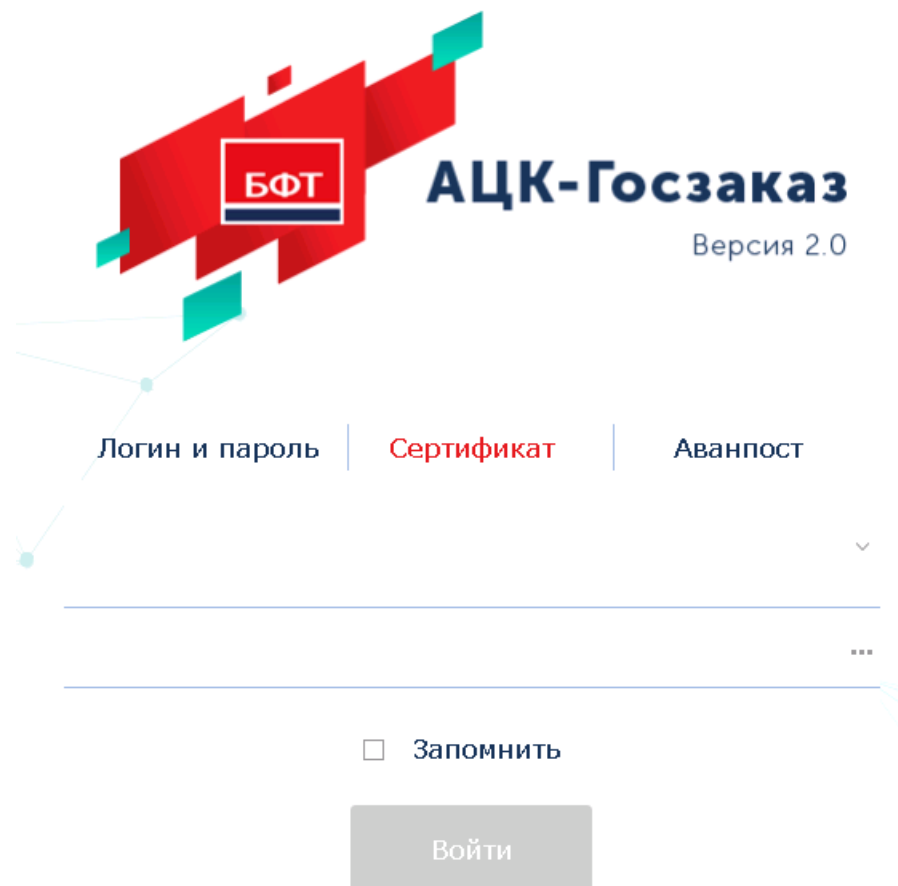 БФТ
АЦК-Госзаказ
Версия 2.0
Логин и пароль Сертификат Аванпост
Запомнить
Войти